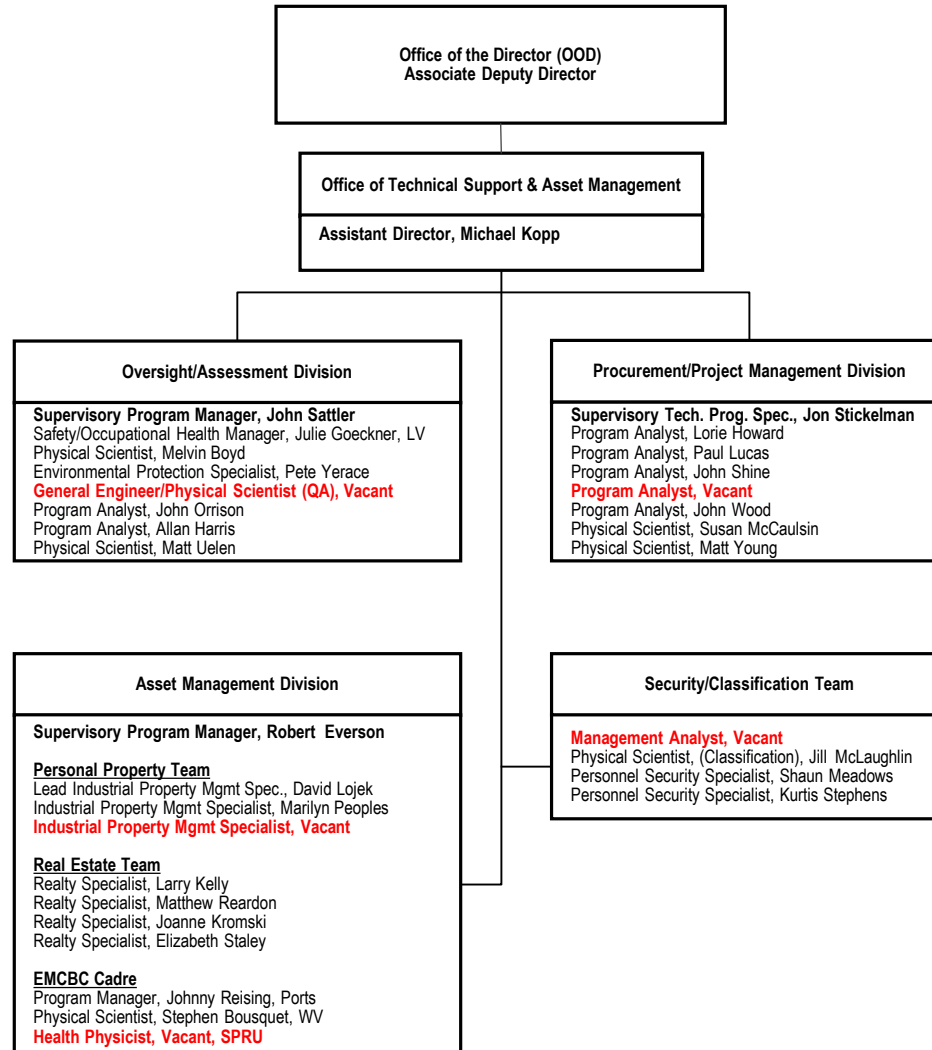 Office of the Director (OOD)
Associate Deputy Director
Office of Technical Support & Asset Management
Assistant Director, Michael Kopp
Oversight/Assessment Division
Supervisory Program Manager, John Sattler
Safety/Occupational Health Manager, Julie Goeckner, LV
Physical Scientist, Melvin Boyd
Environmental Protection Specialist, Pete Yerace
General Engineer/Physical Scientist (QA), Vacant
Program Analyst, John Orrison
Program Analyst, Allan Harris
Physical Scientist, Matt Uelen
Procurement/Project Management Division
Supervisory Tech. Prog. Spec., Jon Stickelman
Program Analyst, Lorie Howard
Program Analyst, Paul Lucas
Program Analyst, John Shine
Program Analyst, Vacant
Program Analyst, John Wood
Physical Scientist, Susan McCaulsin
Physical Scientist, Matt Young
Asset Management Division
Supervisory Program Manager, Robert Everson
Personal Property Team
Lead Industrial Property Mgmt Spec., David Lojek
Industrial Property Mgmt Specialist, Marilyn Peoples
Industrial Property Mgmt Specialist, Vacant
Real Estate Team
Realty Specialist, Larry Kelly
Realty Specialist, Matthew Reardon
Realty Specialist, Joanne Kromski
Realty Specialist, Elizabeth Staley
EMCBC Cadre
Program Manager, Johnny Reising, Ports
Physical Scientist, Stephen Bousquet, WV
Health Physicist, Vacant, SPRU
Security/Classification Team
Management Analyst, Vacant
Physical Scientist, (Classification), Jill McLaughlin
Personnel Security Specialist, Shaun Meadows
Personnel Security Specialist, Kurtis Stephens